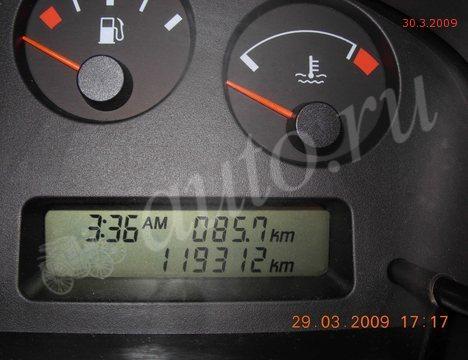 30.3.2009
auto.ru
3:36 AM 085.7 km
119312 km
29.03.2009 17:17